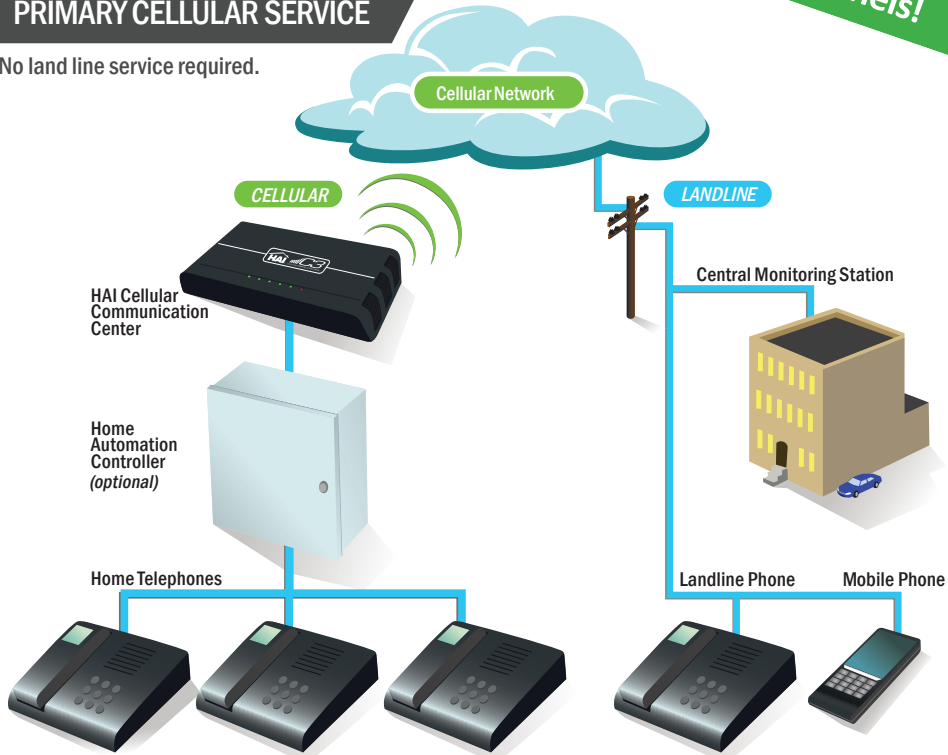 PRIMARY CELLULAR SERVICE
No land line service required.
Cellular Network
CELLULAR
LANDLINE
HAI C3
Central Monitoring Station
HAI Cellular
Communication
Center
Home
Automation
Controller
(optional)
Home Telephones
Landline Phone
Mobile Phone